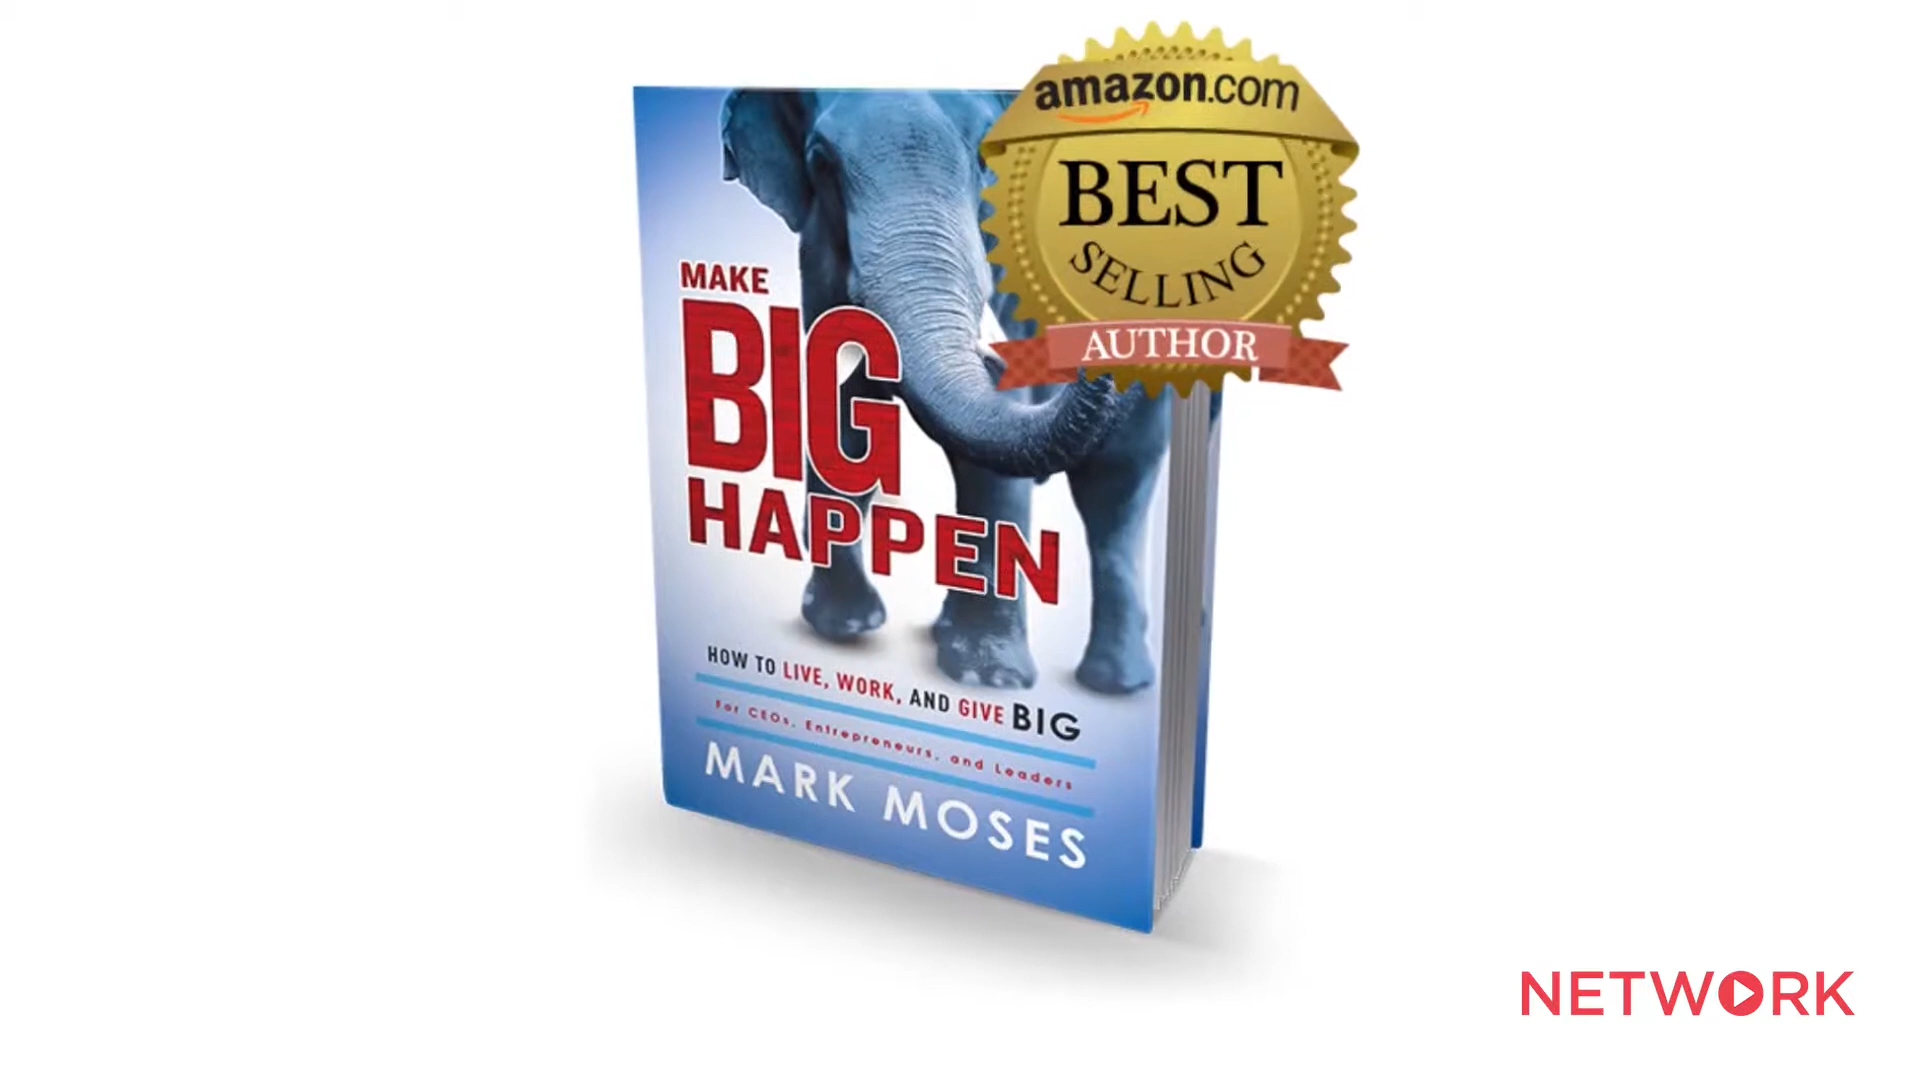 amazon.com
BEST
SELLING
AUTHOR
MAKE
BIG
HAPPEN
HOW TO LIVE, WORK, AND GIVE BIG
For CEOs, Entrepreneurs, and Leaders
MARK MOSES
NETWORK